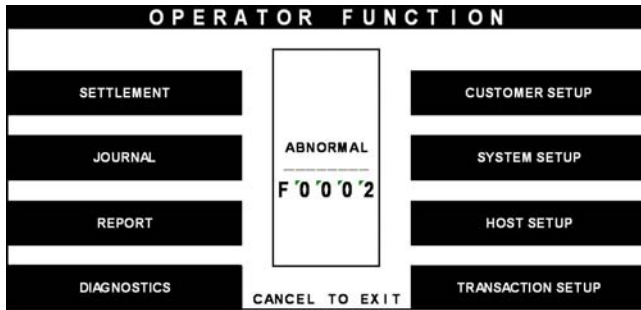 OPERATOR FUNCTION
SETTLEMENT
JOURNAL
REPORT
DIAGNOSTICS
ABNORMAL
F0002
CANCEL TO EXIT
CUSTOMER SETUP
SYSTEM SETUP
HOST SETUP
TRANSACTION SETUP